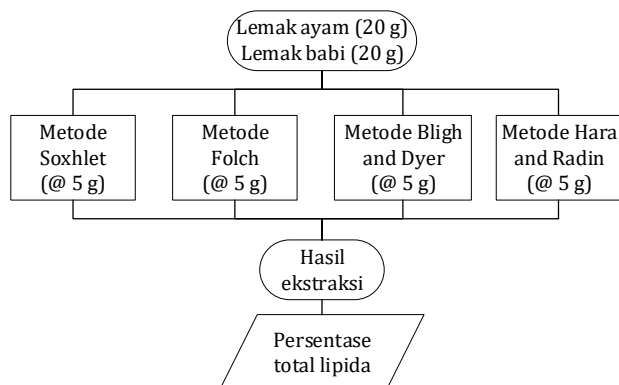 Lemak ayam (20 g)
Lemak babi (20 g)
Metode
Soxhlet
(@ 5 g)
Metode
Folch
(@ 5 g)
Metode Bligh
and Dyer
(@ 5 g)
Metode Hara
and Radin
(@ 5 g)
Hasil
ekstraksi
Persentase
total lipida